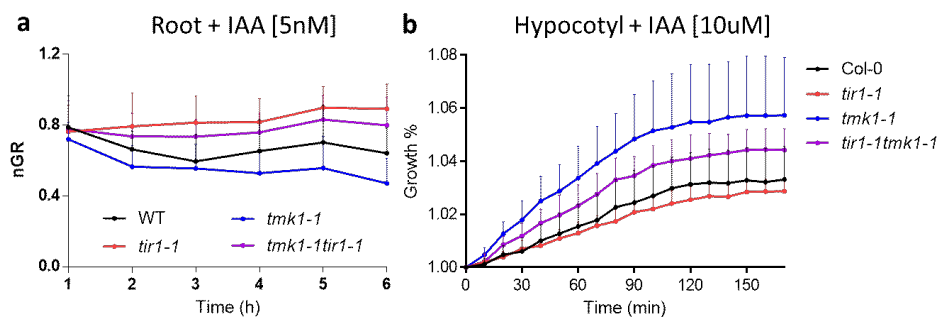 a
Root + IAA [5nM]
nGR
1.2
0.8
0.4
0.0
WT
tmk1-1
tir1-1
tmk1-1tir1-1
1 2 3 4 5 6
Time (h)
b
Hypocotyl + IAA [10uM]
Growth %
1.08
1.06
1.04
1.02
1.00
0 30 60 90 120 150
Time (min)
Col-0
tir1-1
tmk1-1
tir1-1tmk1-1